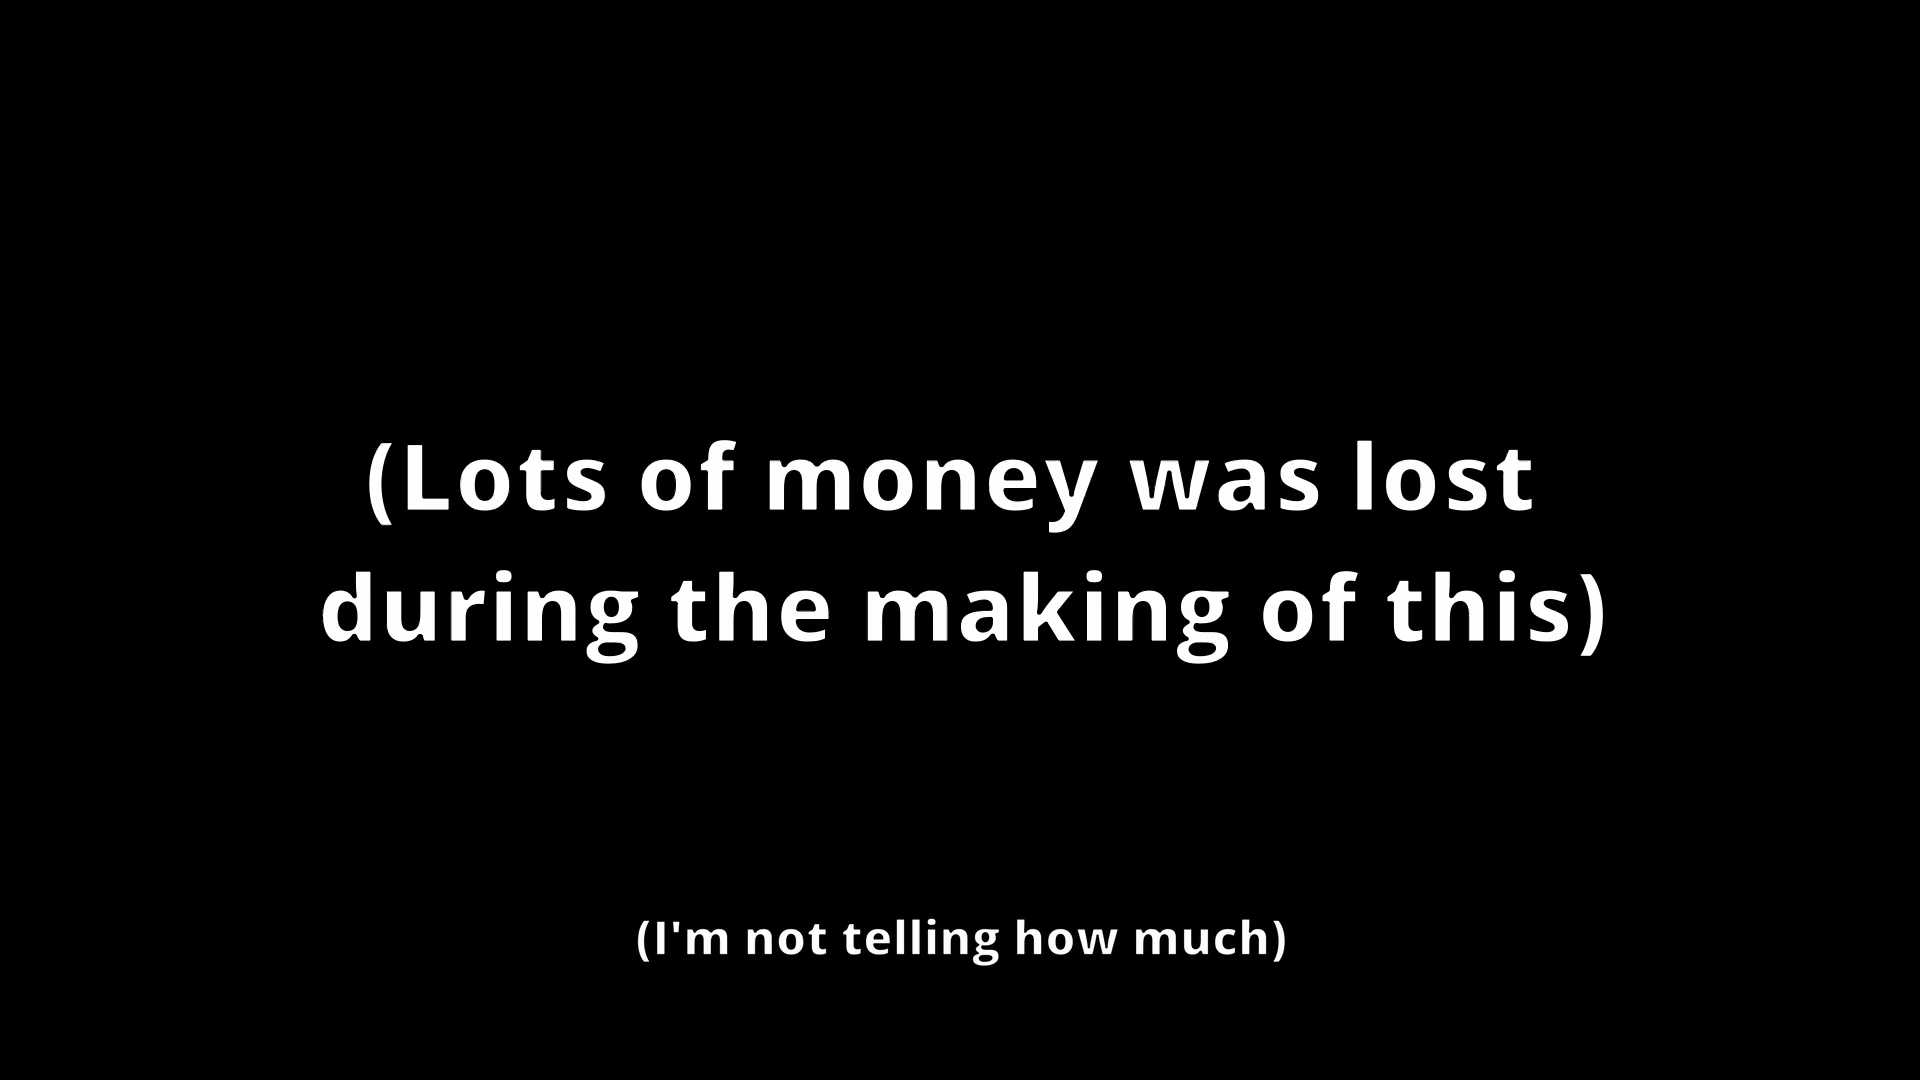 (Lots of money was lost
during the making of this)
(I'm not telling how much)